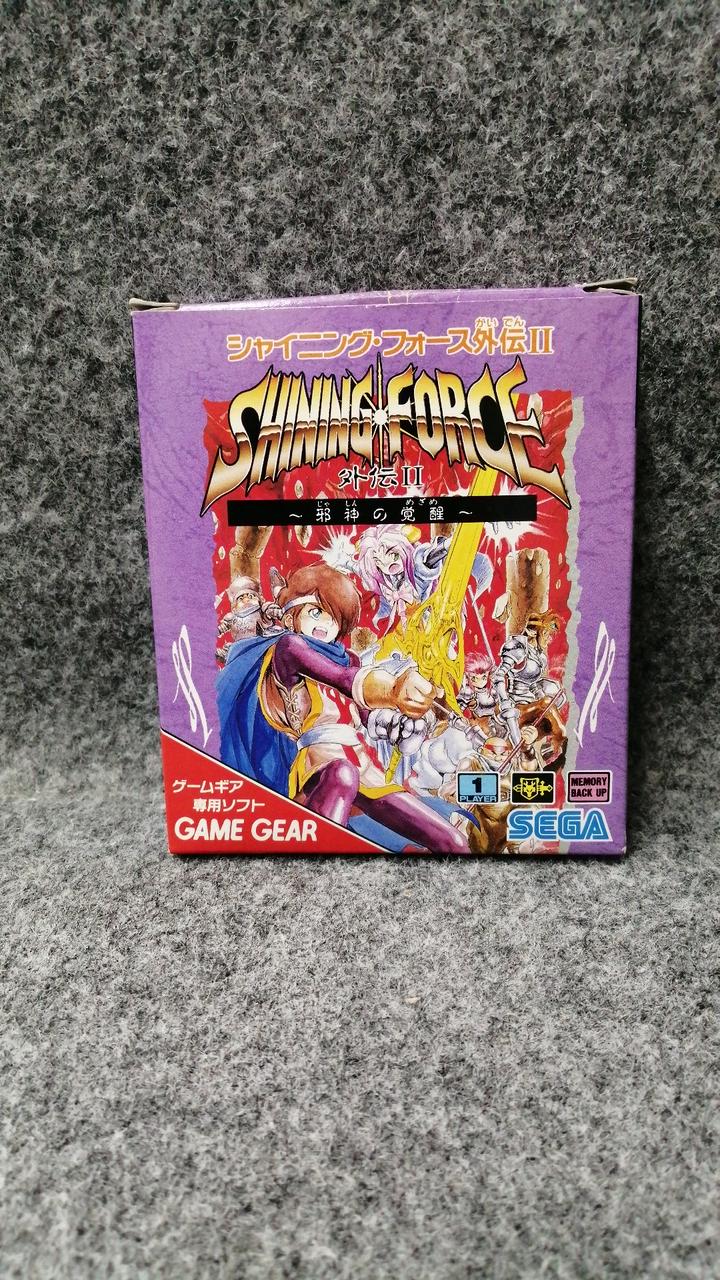 かいでん
シャイニング・フォース外伝II
SHINING FORCE
外伝II
じゃ しん めざめ
~邪神の覚醒~
ゲームギア
専用ソフト
GAME GEAR
1
PLAYER
MEMORY
BACK UP
SEGA